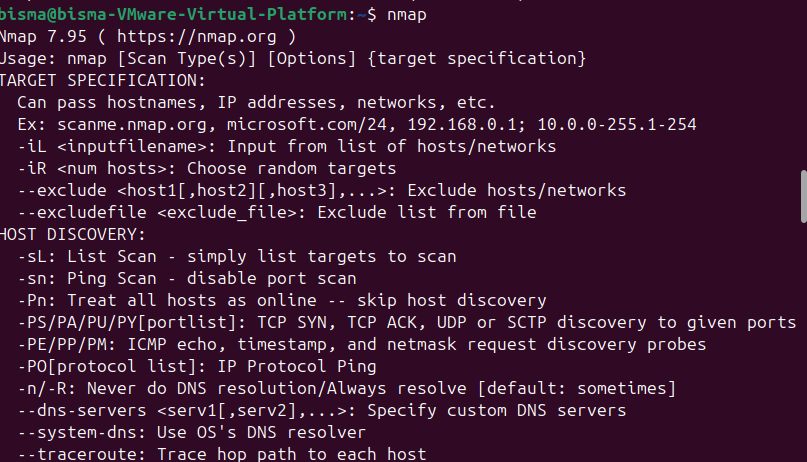 bisma@bisma-VMware-Virtual-Platform:~$ nmap
Nmap 7.95 ( https://nmap.org )
Usage: nmap [Scan Type(s)] [Options] {target specification}
TARGET SPECIFICATION:
  Can pass hostnames, IP addresses, networks, etc.
  Ex: scanme.nmap.org, microsoft.com/24, 192.168.0.1; 10.0.0-255.1-254
  -iL <inputfilename>: Input from list of hosts/networks
  -iR <num hosts>: Choose random targets
  --exclude <host1[,host2][,host3],...>: Exclude hosts/networks
  --excludefile <exclude_file>: Exclude list from file
HOST DISCOVERY:
  -sL: List Scan - simply list targets to scan
  -sn: Ping Scan - disable port scan
  -Pn: Treat all hosts as online -- skip host discovery
  -PS/PA/PU/PY[portlist]: TCP SYN, TCP ACK, UDP or SCTP discovery to given ports
  -PE/PP/PM: ICMP echo, timestamp, and netmask request discovery probes
  -PO[protocol list]: IP Protocol Ping
  -n/-R: Never do DNS resolution/Always resolve [default: sometimes]
  --dns-servers <serv1[,serv2],...>: Specify custom DNS servers
  --system-dns: Use OS's DNS resolver
  --traceroute: Trace hop path to each host